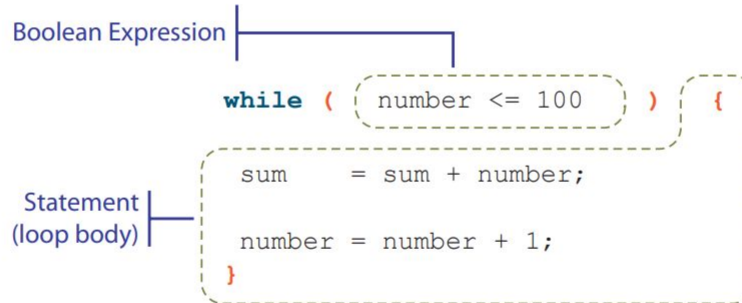 Boolean Expression
while ( number <= 100 ) {
sum = sum + number;
Statement
(loop body)
number = number + 1;
}